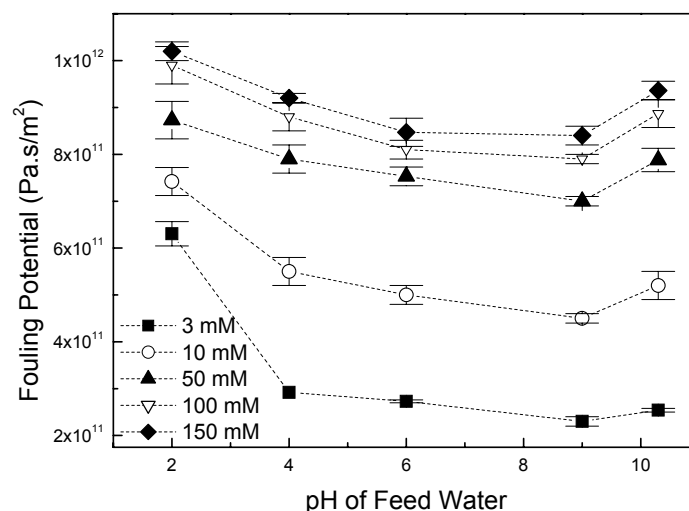 Fouling Potential (Pa.s/m²)
1x10¹²
8x10¹¹
6x10¹¹
4x10¹¹
2x10¹¹
3 mM
10 mM
50 mM
100 mM
150 mM
2 4 6 8 10
pH of Feed Water